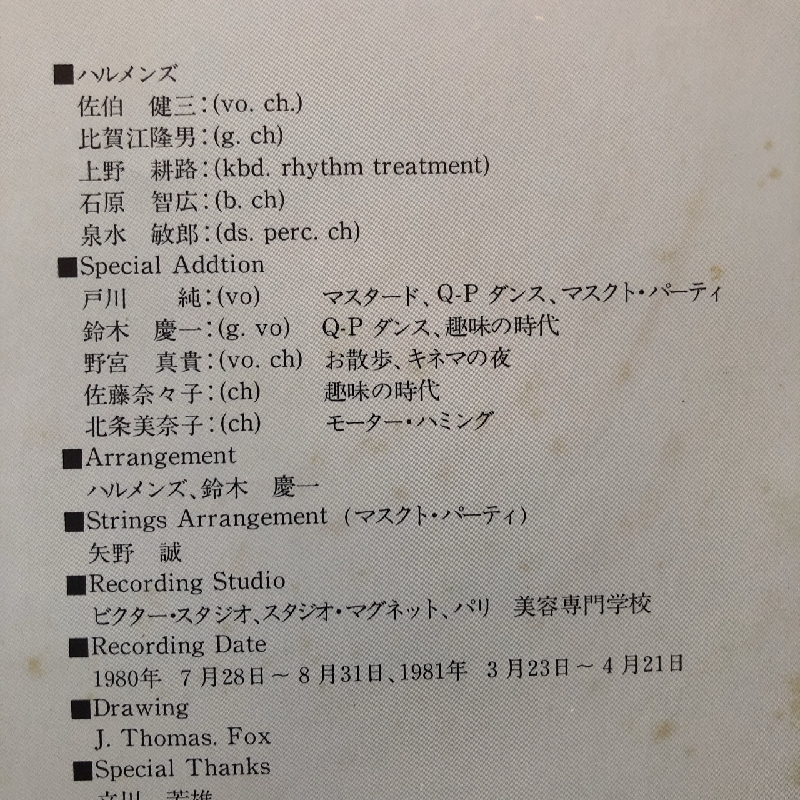 ■ハルメンズ
佐伯　健三：(vo. ch.)
比賀江隆男：(g. ch)
上野　耕路：(kbd. rhythm treatment)
石原　智広：(b. ch)
泉水　敏郎：(ds. perc. ch)
■Special Addtion
戸川　　純：(vo)　　マスタード、Q-P ダンス、マスクト・パーティ
鈴木　慶一：(g. vo)　Q-P ダンス、趣味の時代
野宮　真貴：(vo. ch)　お散歩、キネマの夜
佐藤奈々子：(ch)　　趣味の時代
北条美奈子：(ch)　　モーター・ハミング
■Arrangement
ハルメンズ、鈴木　慶一
■Strings Arrangement（マスクト・パーティ）
矢野　誠
■Recording Studio
ビクター・スタジオ、スタジオ・マグネット、パリ　美容専門学校
■Recording Date
1980年　7月28日〜8月31日、1981年　3月23日〜4月21日
■Drawing
J. Thomas. Fox
■Special Thanks
立川　芳雄